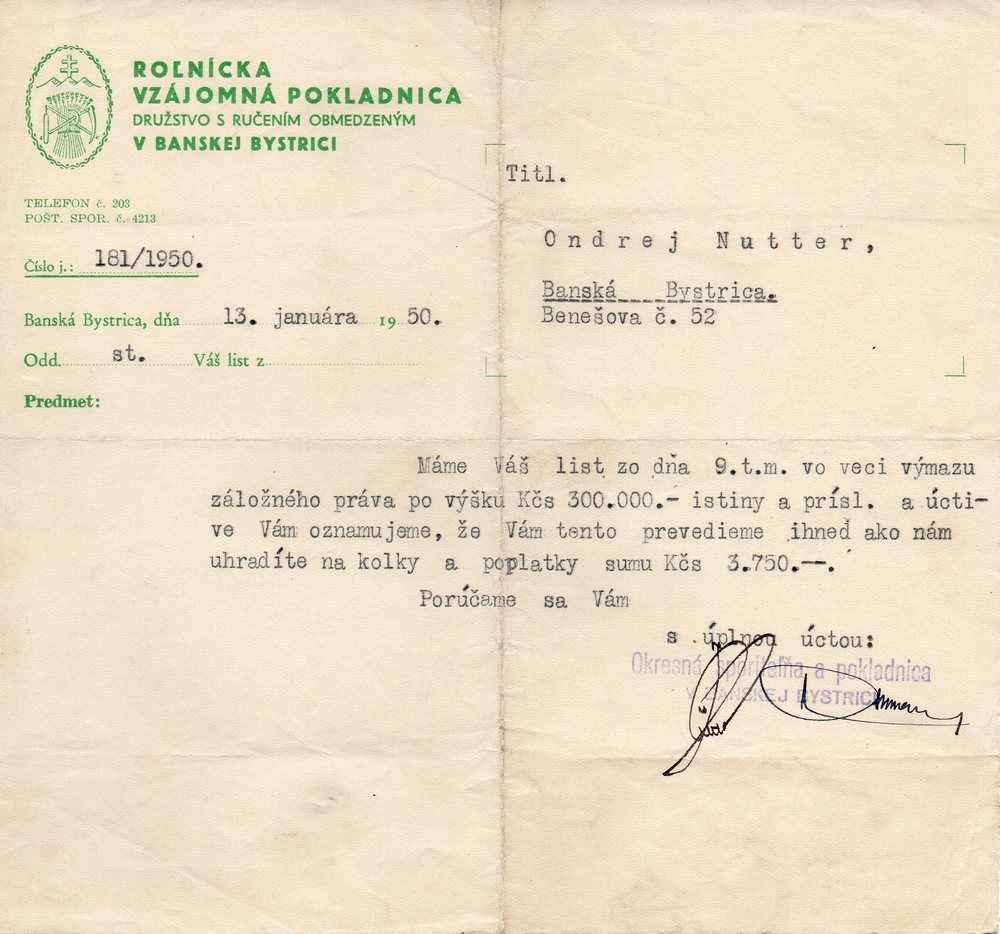 ROĽNÍCKA
VZÁJOMNÁ POKLADNICA
DRUŽSTVO S RUČENÍM OBMEDZENÝM
V BANSKEJ BYSTRICI
TELEFON č. 203
POŠT. SPOR. č. 4213
Číslo j.: 181/1950.
Banská Bystrica, dňa 13. januára 1950.
Odd. st. Váš list z
Predmet:
Titl.
Ondrej Nutter,
Banská Bystrica.
Benešova č. 52
Máme Váš list zo dňa 9.t.m. vo veci výmazu
záložného práva po výšku Kčs 300.000.- istiny a prísl. a úcti-
ve Vám oznamujeme, že Vám tento prevedieme ihneď ako nám
uhradíte na kolky a poplatky sumu Kčs 3.750.--.
Porúčame sa Vám
s úplnou úctou:
Okresná sporiteľňa a pokladnica
V BANSKEJ BYSTRICI